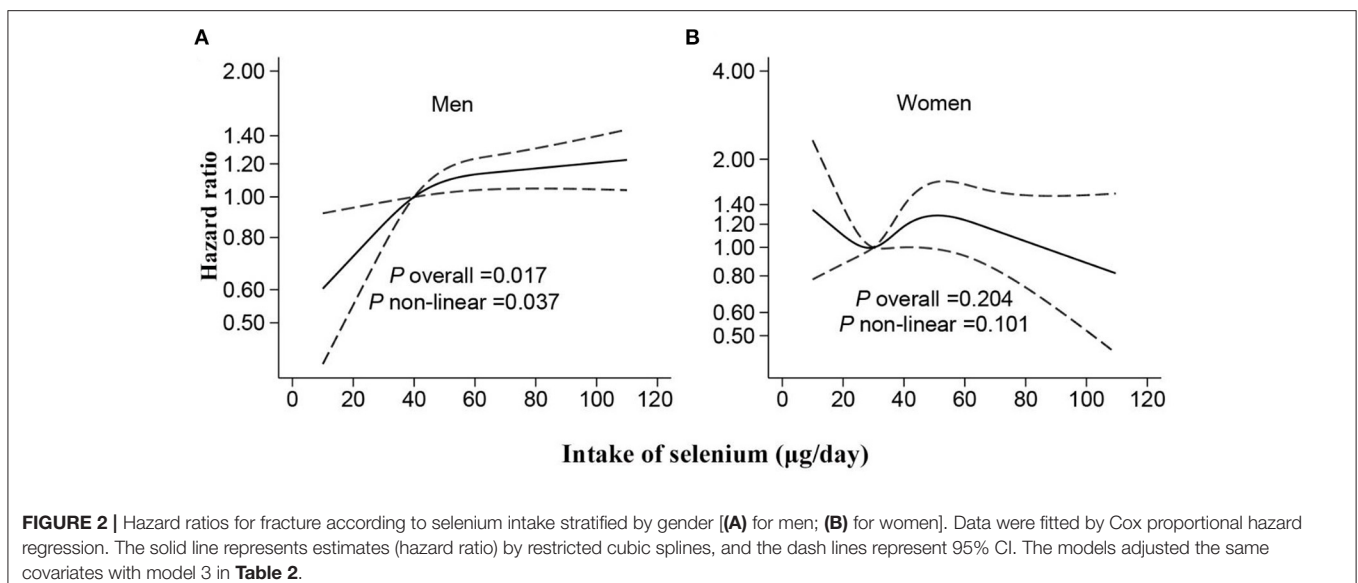 A
B
2.00
1.40
1.20
1.00
0.80
0.60
0.50
Hazard ratio
Men
P overall =0.017
P non-linear =0.037
0 20 40 60 80 100 120
4.00
2.00
1.40
1.20
1.00
0.80
0.60
0.50
Women
P overall =0.204
P non-linear =0.101
0 20 40 60 80 100 120
Intake of selenium (μg/day)
FIGURE 2 | Hazard ratios for fracture according to selenium intake stratified by gender [(A) for men; (B) for women]. Data were fitted by Cox proportional hazard
regression. The solid line represents estimates (hazard ratio) by restricted cubic splines, and the dash lines represent 95% CI. The models adjusted the same
covariates with model 3 in Table 2.